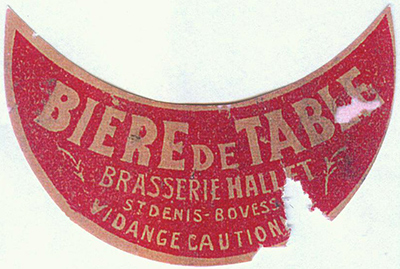 BIÈRE DE TABLE
BRASSERIE HALLET
ST DENIS-BOVESS
VIDANGE CAUTION